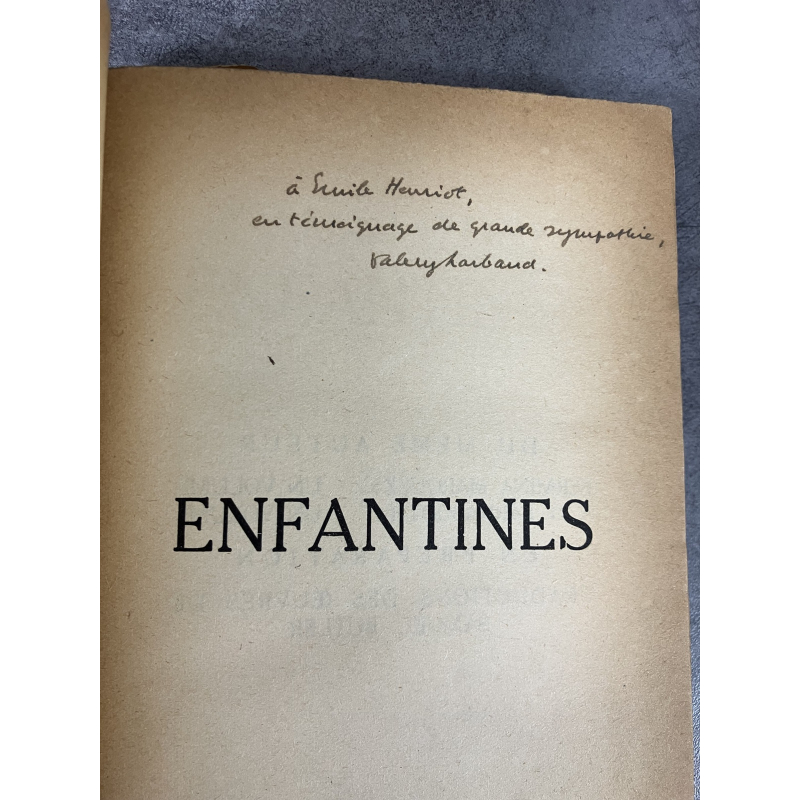 à Emile Henriot,
en témoignage de grande sympathie,
Valery Larbaud.
ENFANTINES